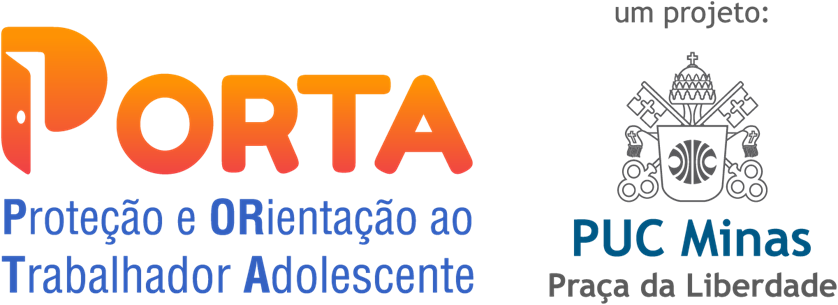 PORTA
Proteção e ORientação ao
Trabalhador Adolescente
um projeto:
PUC Minas
Praça da Liberdade